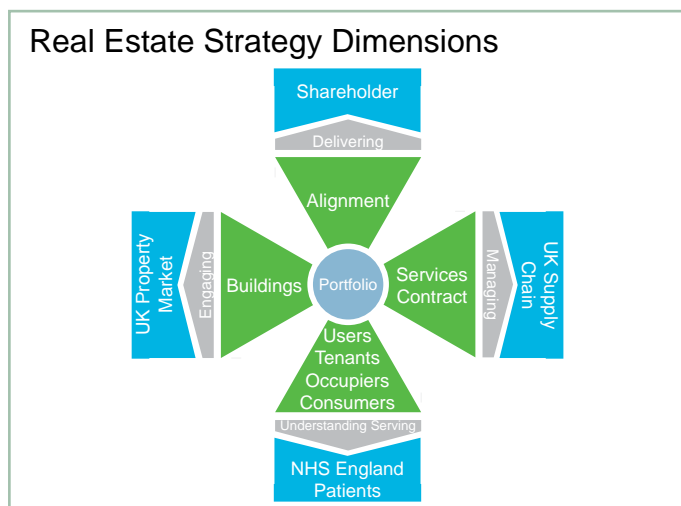 Real Estate Strategy Dimensions
Shareholder
Delivering
Alignment
UK Property
Market
Engaging
Buildings
Portfolio
Services
Contract
Managing
UK Supply
Chain
Users
Tenants
Occupiers
Consumers
Understanding Serving
NHS England
Patients